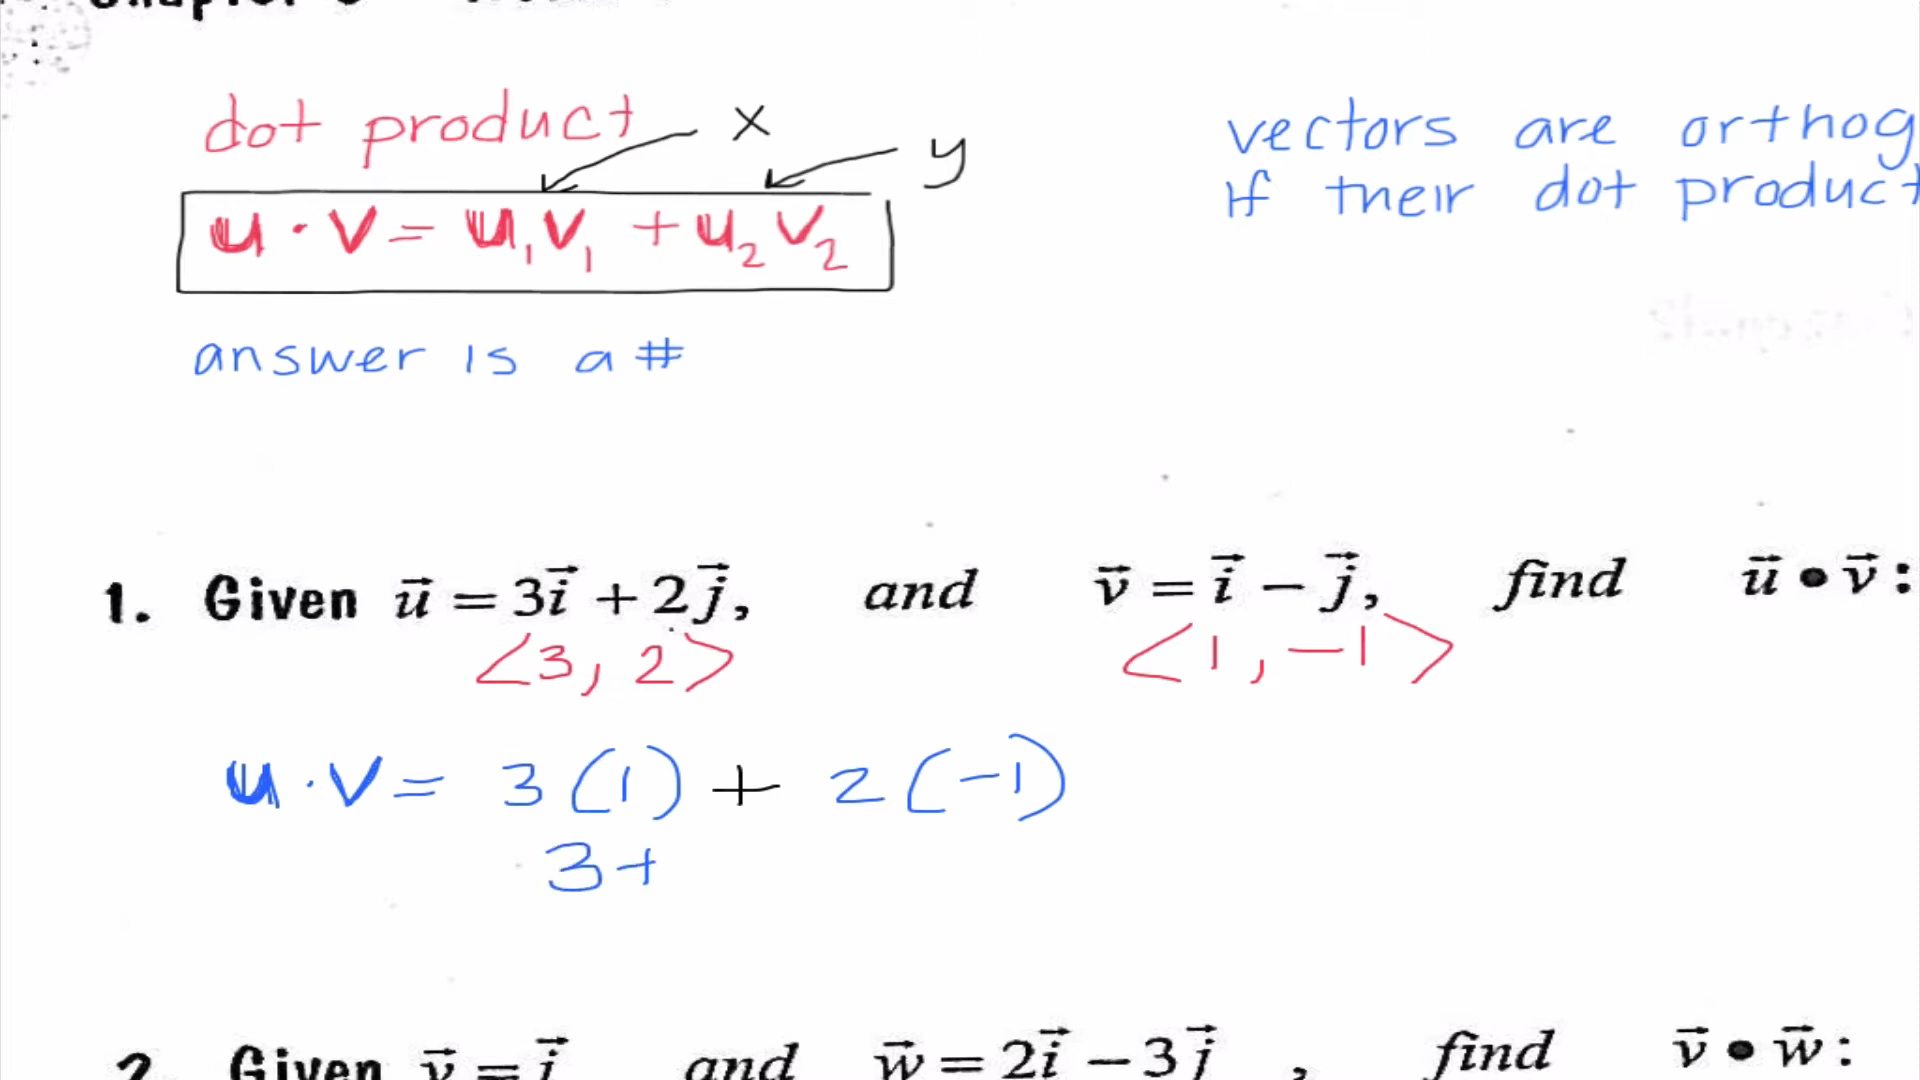 dot product x
y
u · v = u₁v₁ + u₂v₂
answer is a #
vectors are orthog
if their dot product
1. Given u⃗ = 3i⃗ + 2j⃗, and v⃗ = i⃗ − j⃗, find u⃗ • v⃗ :
<3, 2> <1, −1>
u · v = 3(1) + 2(−1)
3 +
2. Given v⃗ = i⃗ and w⃗ = 2i⃗ − 3j⃗ , find v⃗ • w⃗ :